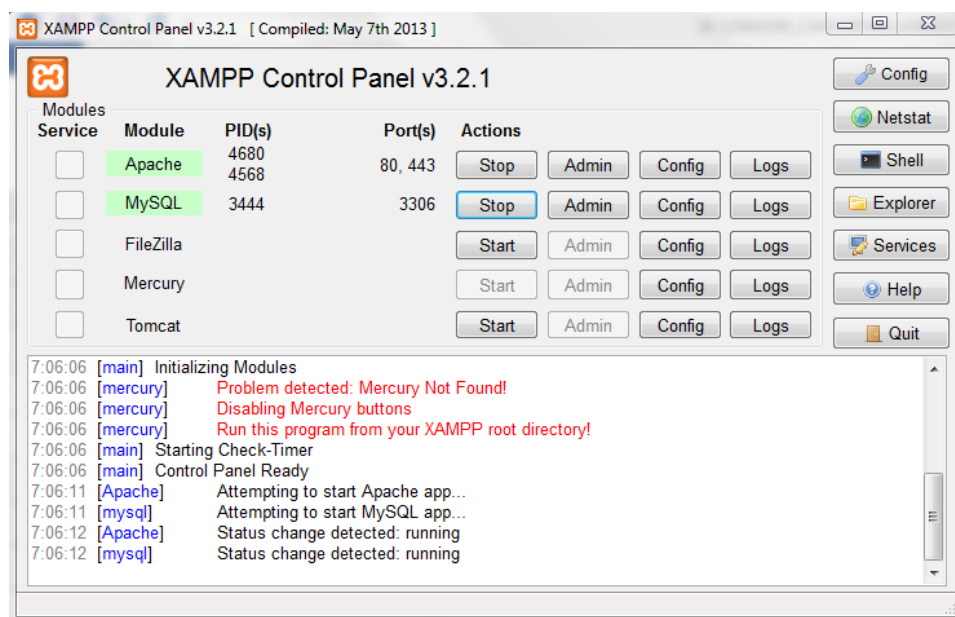 XAMPP Control Panel v3.2.1 [ Compiled: May 7th 2013 ]
XAMPP Control Panel v3.2.1
Config
Modules
Netstat
Service Module PID(s) Port(s) Actions
Apache 4680 4568 80, 443 Stop Admin Config Logs
Shell
MySQL 3444 3306 Stop Admin Config Logs
Explorer
FileZilla Start Admin Config Logs
Services
Mercury Start Admin Config Logs
Help
Tomcat Start Admin Config Logs
Quit
7:06:06 [main] Initializing Modules
7:06:06 [mercury] Problem detected: Mercury Not Found!
7:06:06 [mercury] Disabling Mercury buttons
7:06:06 [mercury] Run this program from your XAMPP root directory!
7:06:06 [main] Starting Check-Timer
7:06:06 [main] Control Panel Ready
7:06:11 [Apache] Attempting to start Apache app...
7:06:11 [mysql] Attempting to start MySQL app...
7:06:12 [Apache] Status change detected: running
7:06:12 [mysql] Status change detected: running